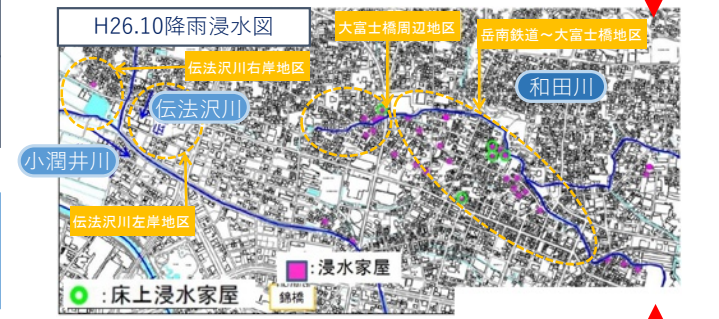 H26.10降雨浸水図
大富士橋周辺地区
岳南鉄道～大富士橋地区
伝法沢川右岸地区
和田川
伝法沢川
小潤井川
伝法沢川左岸地区
:浸水家屋
:床上浸水家屋
錦橋